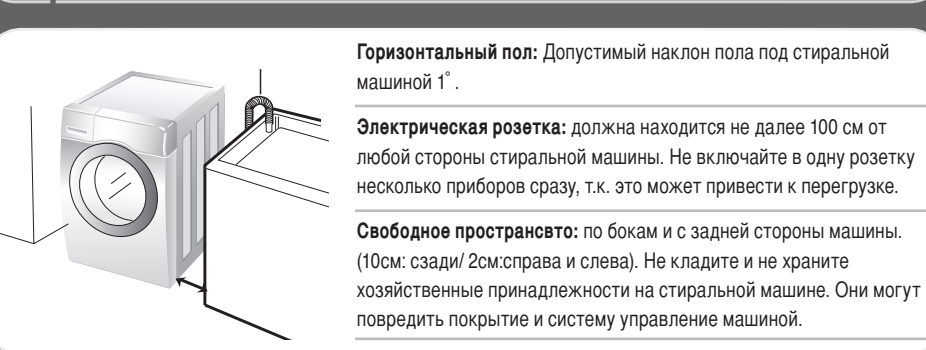 Горизонтальный пол: Допустимый наклон пола под стиральной
машиной 1˚ .
Электрическая розетка: должна находится не далее 100 см от
любой стороны стиральной машины. Не включайте в одну розетку
несколько приборов сразу, т.к. это может привести к перегрузке.
Свободное прострaнсвто: по бокам и с задней стороны машины.
(10см: сзади/ 2см:справа и слева). Не кладите и не храните
хозяйственные принадлежности на стиральной машине. Они могут
повредить покрытие и систему управление машиной.